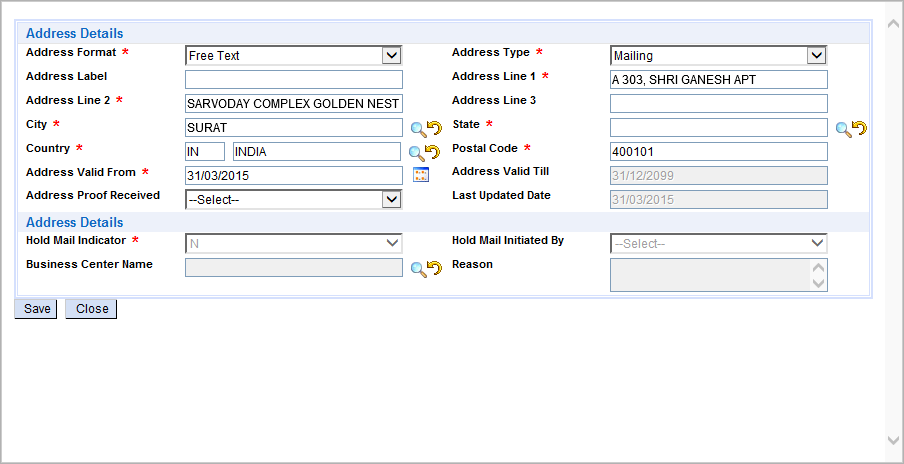 Address Details
Address Format * Free Text Address Type * Mailing
Address Label Address Line 1 * A 303, SHRI GANESH APT
Address Line 2 * SARVODAY COMPLEX GOLDEN NEST Address Line 3
City * SURAT State *
Country * IN INDIA Postal Code * 400101
Address Valid From * 31/03/2015 Address Valid Till 31/12/2099
Address Proof Received --Select-- Last Updated Date 31/03/2015
Address Details
Hold Mail Indicator * N Hold Mail Initiated By --Select--
Business Center Name Reason
Save Close